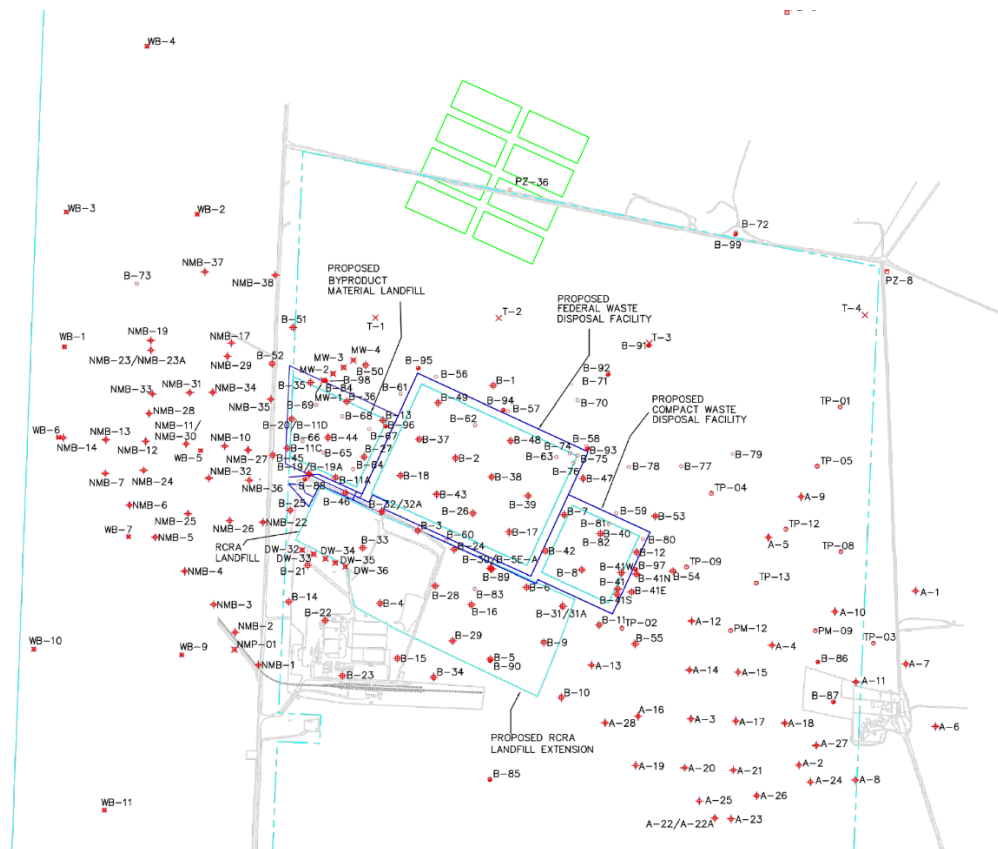 WB-4
PZ-36
WB-3
WB-2
B-72
B-99
NMB-37
B-73
NMB-38
PZ-8
PROPOSED
BYPRODUCT
MATERIAL LANDFILL
PROPOSED
FEDERAL WASTE
DISPOSAL FACILITY
B-51
T-1
T-2
T-3
T-4
NMB-19
NMB-17
WB-1
NMB-23/NMB-23A
NMB-29
B-52
MW-3
MW-4
MW-2
B-50
B-95
B-56
B-91
B-92
B-71
NMB-33
NMB-31
NMB-34
B-35
B-98
B-84
MW-1
B-36
B-61
B-1
B-94
B-57
B-70
PROPOSED
COMPACT WASTE
DISPOSAL FACILITY
NMB-35
B-69
B-49
TP-01
NMB-28
NMB-11/
NMB-30
B-20/B-11D
B-68
B-13
B-96
B-67
B-62
WB-6
NMB-14
NMB-13
NMB-12
WB-5
NMB-10
NMB-27
B-66
B-44
B-37
B-48
B-63
B-74
B-58
B-93
B-75
B-79
B-11C
B-45
B-65
B-27
B-64
B-2
B-76
B-78
B-77
TP-05
NMB-7
NMB-24
NMB-32
NMB-36
B-19/B-19A
B-88
B-11A
B-18
B-38
B-47
TP-04
A-9
B-46
B-43
B-39
NMB-6
NMB-25
NMB-26
NMB-22
B-25
B-32/32A
B-26
B-7
B-59
B-53
B-81
B-82
B-40
TP-12
WB-7
NMB-5
B-3
B-60
B-17
A-5
B-80
RCRA
LANDFILL
DW-32
DW-33
DW-34
DW-35
DW-36
B-33
B-24
B-42
B-12
TP-08
B-21
B-39/B-5E-A
B-89
B-8
B-41W
B-97
B-41
B-41N
B-54
TP-09
NMB-4
B-28
B-83
B-6
B-41E
B-41S
TP-13
A-1
NMB-3
B-14
B-4
B-16
B-31/31A
A-10
B-22
NMB-2
B-11
TP-02
A-12
PM-12
PM-09
WB-10
NMP-01
WB-9
B-29
B-9
B-55
A-4
TP-03
NMB-1
B-15
B-5
B-90
A-13
A-14
A-15
B-86
A-7
B-23
B-34
A-11
B-10
B-87
A-28
A-16
A-3
A-17
A-18
A-6
PROPOSED RCRA
LANDFILL EXTENSION
A-27
A-19
A-20
A-21
A-2
B-85
A-24
A-8
WB-11
A-25
A-26
A-22/A-22A
A-23